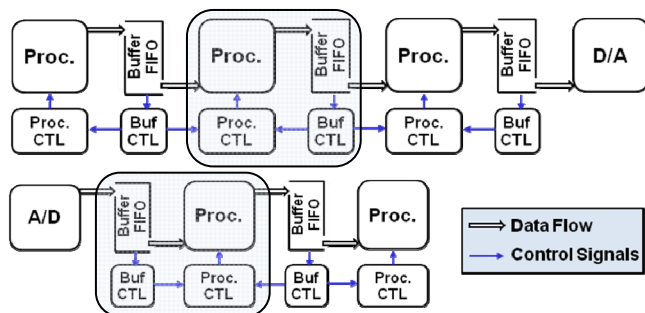 Proc.
Buffer
FIFO
Proc.
Buffer
FIFO
Proc.
Buffer
FIFO
D/A
Proc.
CTL
Buf
CTL
Proc.
CTL
Buf
CTL
Proc.
CTL
Buf
CTL
A/D
Buffer
FIFO
Proc.
Buffer
FIFO
Proc.
Buf
CTL
Proc.
CTL
Buf
CTL
Proc.
CTL
Data Flow
Control Signals